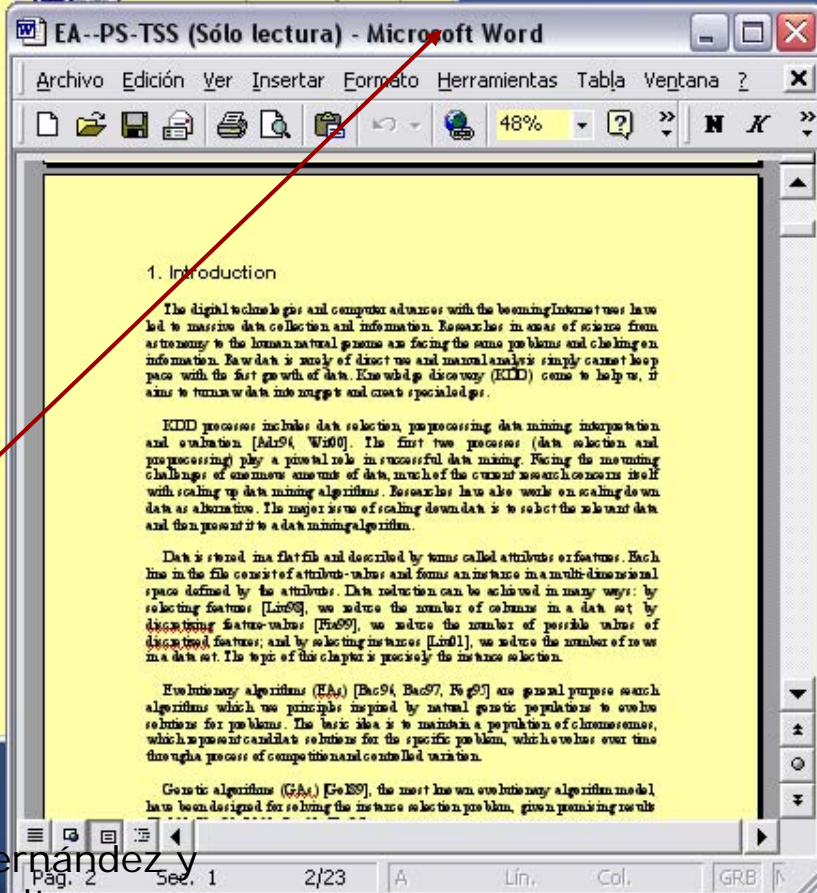 EA--PS-TSS (Sólo lectura) - Microsoft Word
Archivo Edición Ver Insertar Formato Herramientas Tabla Ventana ?
48% N K
1. Introduction
The digital technologies and computer advances with the booming Internet uses have
led to massive data collection and information. Researches in areas of science from
astronomy to the human natural genome are facing the same problems and choking on
information. Raw data is rarely of direct use and manual analysis simply cannot keep
pace with the fast growth of data. Knowledge discovery (KDD) come to help us, it
aims to turn raw data into nuggets and create special edges.
KDD processes includes data selection, preprocessing, data mining, interpretation
and evaluation [Adr96, Wit00]. The first two processes (data selection and
preprocessing) play a pivotal role in successful data mining. Facing the mounting
challenges of enormous amounts of data, much of the current research concerns itself
with scaling up data mining algorithms. Researches have also works on scaling down
data as alternative. The major issue of scaling down data is to select the relevant data
and then present it to a data mining algorithm.
Data is stored in a flat file and described by terms called attributes or features. Each
line in the file consist of attribute-values and forms an instance in a multi-dimensional
space defined by the attributes. Data reduction can be achieved in many ways: by
selecting features [Liu98], we reduce the number of columns in a data set; by
discretising feature-values [Fra99], we reduce the number of possible values of
discretised features; and by selecting instances [Liu01], we reduce the number of rows
in a data set. The topic of this chapter is precisely the instance selection.
Evolutionary algorithms (EAs) [Bac96, Bac97, Fog95] are general purpose search
algorithms which use principles inspired by natural genetic populations to evolve
solutions for problems. The basic idea is to maintain a population of chromosomes,
which represent candidate solutions for the specific problem, which evolves over time
through a process of competition and controlled variation.
Genetic algorithms (GAs) [Gol89], the most known evolutionary algorithm model,
have been designed for solving the instance selection problem, given promising results
ernández y
Pág. 2 Sec. 1 2/23 A Lín. Col. GRB